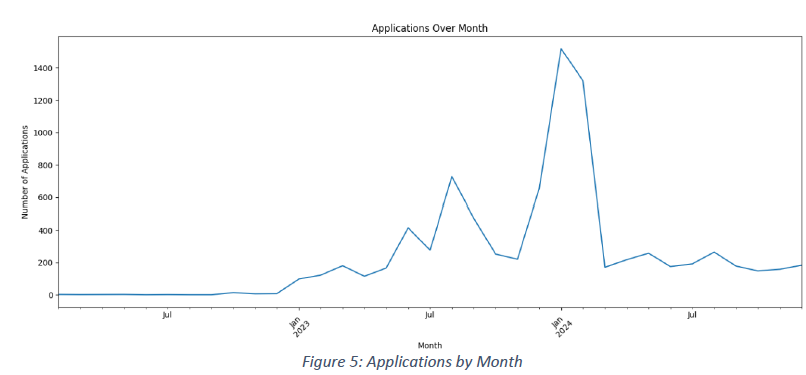 Applications Over Month
Number of Applications
1400
1200
1000
800
600
400
200
0
Jul
Jan
2023
Jul
Jan
2024
Jul
Month
Figure 5: Applications by Month